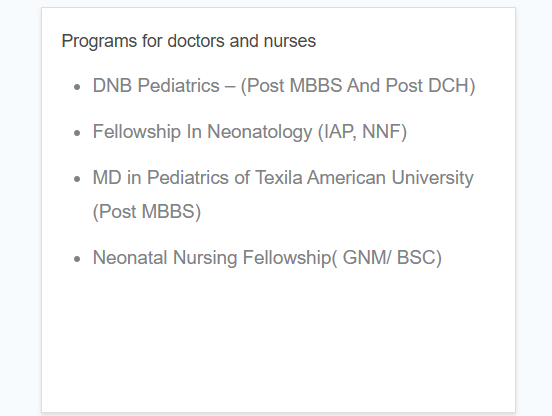 Programs for doctors and nurses
• DNB Pediatrics – (Post MBBS And Post DCH)
• Fellowship In Neonatology (IAP, NNF)
• MD in Pediatrics of Texila American University
(Post MBBS)
• Neonatal Nursing Fellowship( GNM/ BSC)